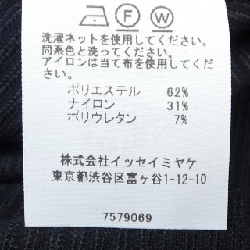 F W
洗濯ネットを使用してください。
同系色と洗ってください。
アイロンは当て布を使用してください。
ポリエステル 62%
ナイロン 31%
ポリウレタン 7%
株式会社イッセイミヤケ
東京都渋谷区富ヶ谷1-12-10
7579069